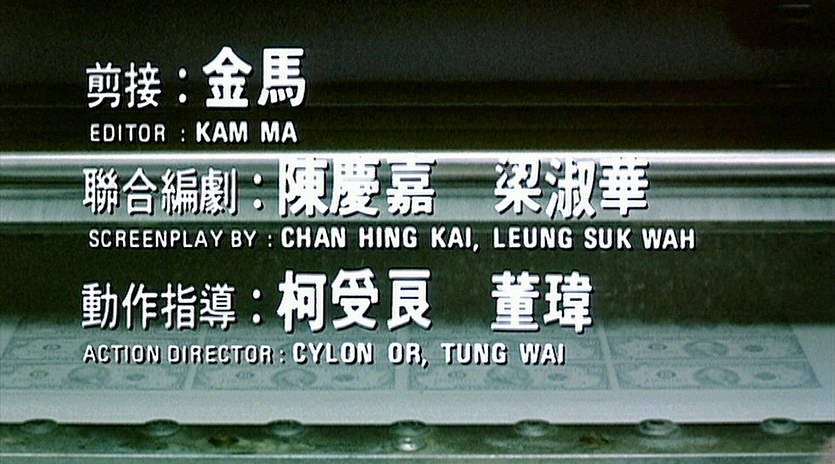 剪接：金馬
EDITOR : KAM MA
聯合編劇：陳慶嘉 梁淑華
SCREENPLAY BY : CHAN HING KAI, LEUNG SUK WAH
動作指導：柯受良 董瑋
ACTION DIRECTOR : CYLON OR, TUNG WAI